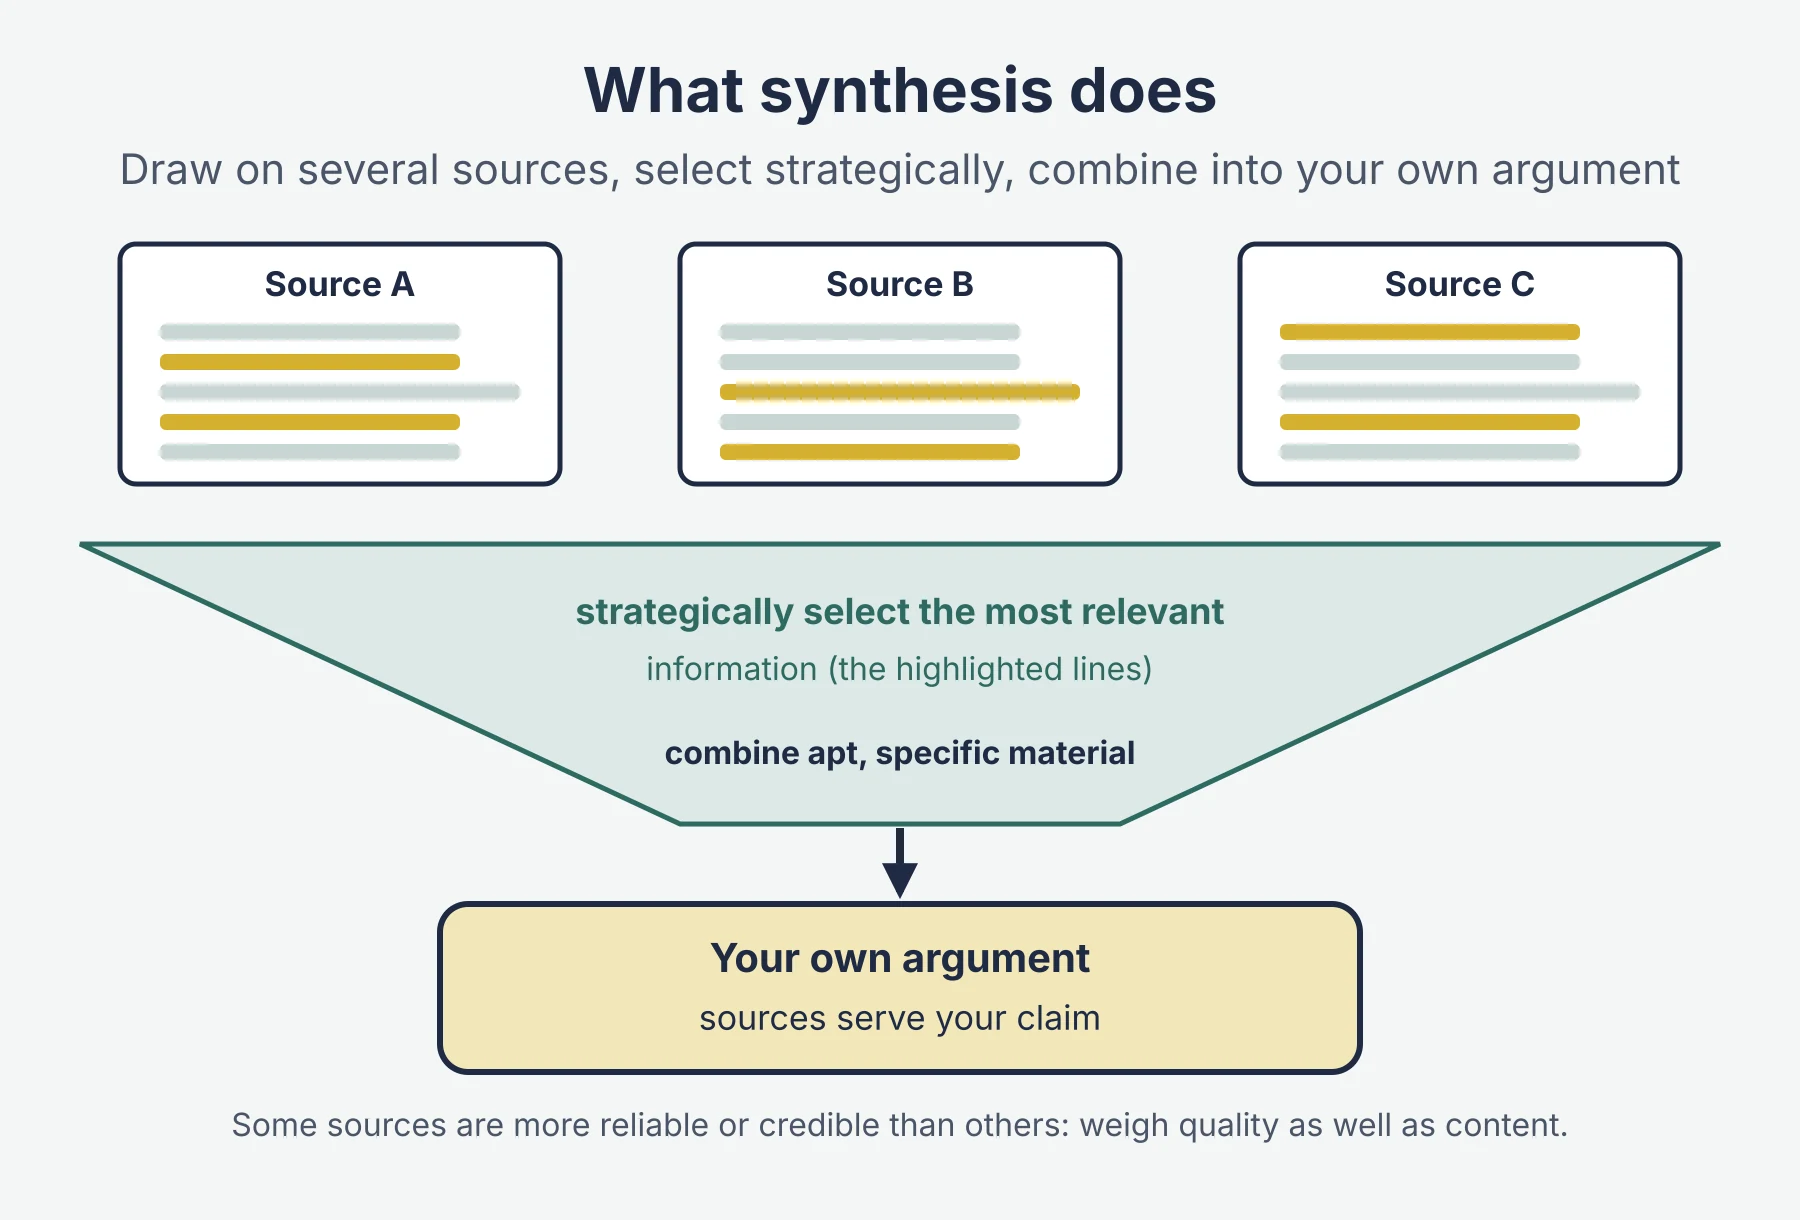 What synthesis does
Draw on several sources, select strategically, combine into your own argument
Source A
Source B
Source C
strategically select the most relevant
information (the highlighted lines)
combine apt, specific material
Your own argument
sources serve your claim
Some sources are more reliable or credible than others: weigh quality as well as content.